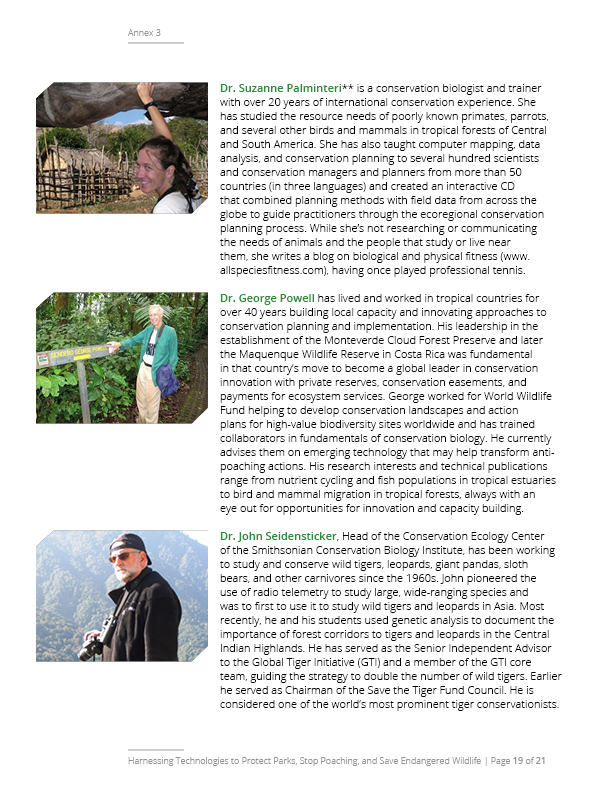 Annex 3
Dr. Suzanne Palminteri** is a conservation biologist and trainer
with over 20 years of international conservation experience. She
has studied the resource needs of poorly known primates, parrots,
and several other birds and mammals in tropical forests of Central
and South America. She has also taught computer mapping, data
analysis, and conservation planning to several hundred scientists
and conservation managers and planners from more than 50
countries (in three languages) and created an interactive CD
that combined planning methods with field data from across the
globe to guide practitioners through the ecoregional conservation
planning process. While she's not researching or communicating
the needs of animals and the people that study or live near
them, she writes a blog on biological and physical fitness (www.
allspeciesfitness.com), having once played professional tennis.
Dr. George Powell has lived and worked in tropical countries for
over 40 years building local capacity and innovating approaches to
conservation planning and implementation. His leadership in the
establishment of the Monteverde Cloud Forest Preserve and later
the Maquenque Wildlife Reserve in Costa Rica was fundamental
in that country's move to become a global leader in conservation
innovation with private reserves, conservation easements, and
payments for ecosystem services. George worked for World Wildlife
Fund helping to develop conservation landscapes and action
plans for high-value biodiversity sites worldwide and has trained
collaborators in fundamentals of conservation biology. He currently
advises them on emerging technology that may help transform anti-
poaching actions. His research interests and technical publications
range from nutrient cycling and fish populations in tropical estuaries
to bird and mammal migration in tropical forests, always with an
eye out for opportunities for innovation and capacity building.
Dr. John Seidensticker, Head of the Conservation Ecology Center
of the Smithsonian Conservation Biology Institute, has been working
to study and conserve wild tigers, leopards, giant pandas, sloth
bears, and other carnivores since the 1960s. John pioneered the
use of radio telemetry to study large, wide-ranging species and
was to first to use it to study wild tigers and leopards in Asia. Most
recently, he and his students used genetic analysis to document the
importance of forest corridors to tigers and leopards in the Central
Indian Highlands. He has served as the Senior Independent Advisor
to the Global Tiger Initiative (GTI) and a member of the GTI core
team, guiding the strategy to double the number of wild tigers. Earlier
he served as Chairman of the Save the Tiger Fund Council. He is
considered one of the world's most prominent tiger conservationists.
Harnessing Technologies to Protect Parks, Stop Poaching, and Save Endangered Wildlife | Page 19 of 21